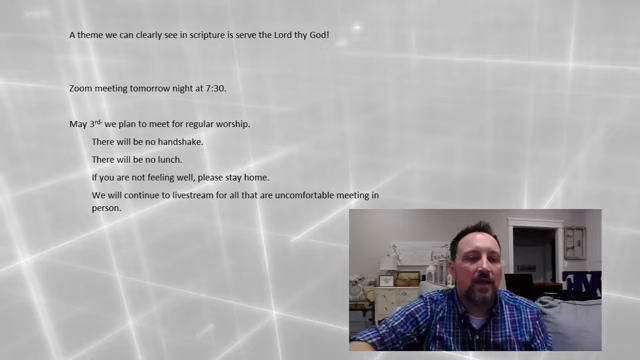 A theme we can clearly see in scripture is serve the Lord thy God!
Zoom meeting tomorrow night at 7:30.
May 3rd- we plan to meet for regular worship.
There will be no handshake.
There will be no lunch.
If you are not feeling well, please stay home.
We will continue to livestream for all that are uncomfortable meeting in
person.